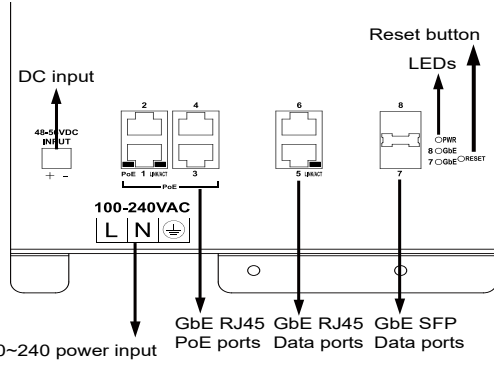 Reset button
LEDs
DC input
2 4 6 8
48-56VDC
INPUT
+ -
PWR
8 GbE
7 GbE RESET
PoE 1 LINK/ACT 3 5 LINK/ACT 7
PoE
100-240VAC
L N
GbE RJ45 GbE RJ45 GbE SFP
PoE ports Data ports Data ports
0~240 power input